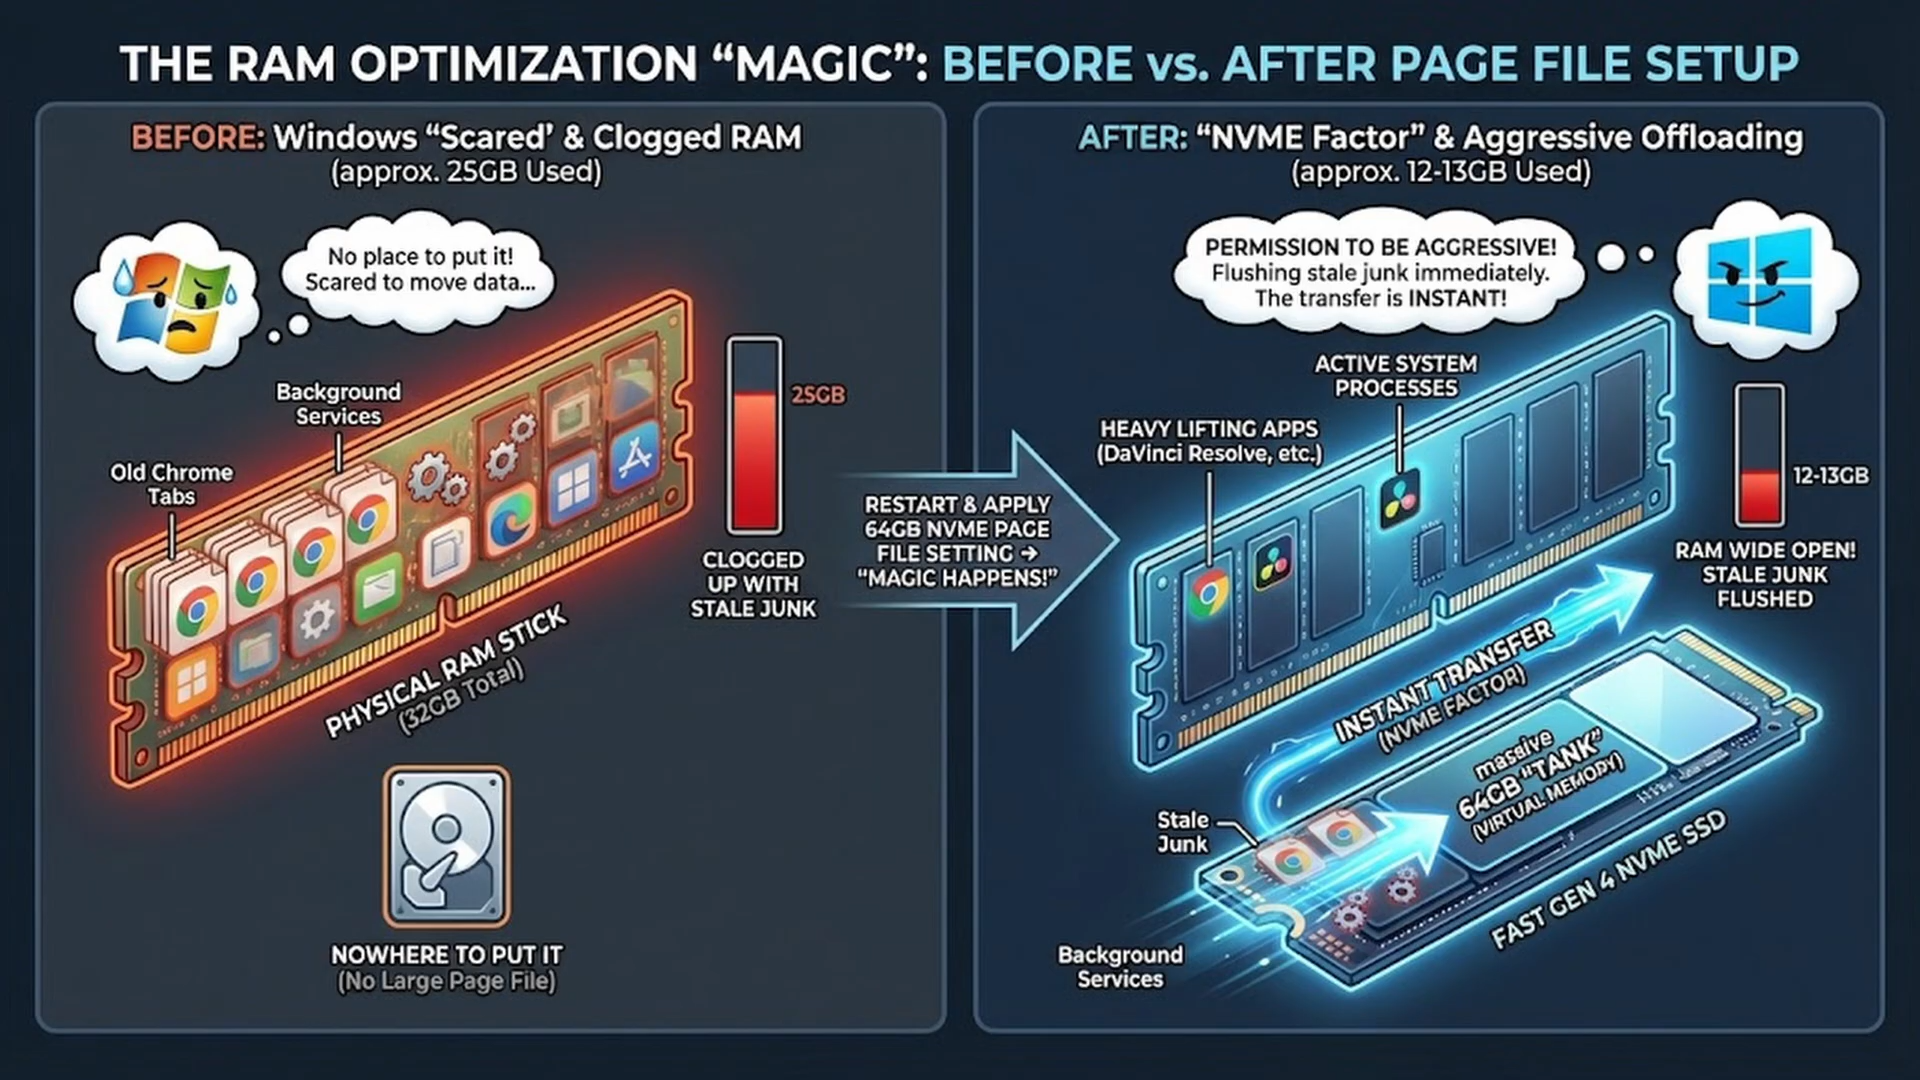 THE RAM OPTIMIZATION “MAGIC”: BEFORE vs. AFTER PAGE FILE SETUP
BEFORE: Windows “Scared’ & Clogged RAM
(approx. 25GB Used)
No place to put it!
Scared to move data...
Background
Services
Old Chrome
Tabs
25GB
CLOGGED
UP WITH
STALE JUNK
PHYSICAL RAM STICK
(32GB Total)
NOWHERE TO PUT IT
(No Large Page File)
RESTART & APPLY
64GB NVME PAGE
FILE SETTING →
“MAGIC HAPPENS!”
AFTER: “NVME Factor” & Aggressive Offloading
(approx. 12-13GB Used)
PERMISSION TO BE AGGRESSIVE!
Flushing stale junk immediately.
The transfer is INSTANT!
ACTIVE SYSTEM
PROCESSES
HEAVY LIFTING APPS
(DaVinci Resolve, etc.)
12-13GB
RAM WIDE OPEN!
STALE JUNK
FLUSHED
INSTANT TRANSFER
(NVME FACTOR)
massive
64GB “TANK”
(VIRTUAL MEMORY)
Stale
Junk
FAST GEN 4 NVME SSD
Background
Services